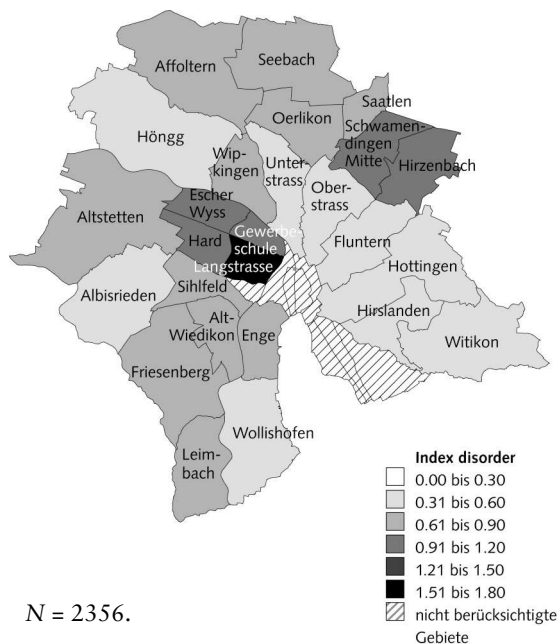 Affoltern
Seebach
Oerlikon
Saatlen
Schwamen-
dingen
Mitte
Hirzenbach
Höngg
Wip-
kingen
Unter-
strass
Ober-
strass
Escher
Wyss
Altstetten
Hard
Gewerbe-
schule
Langstrasse
Fluntern
Hottingen
Albisrieden
Sihlfeld
Hirslanden
Alt-
Wiedikon
Enge
Witikon
Friesenberg
Wollishofen
Leim-
bach
Index disorder
0.00 bis 0.30
0.31 bis 0.60
0.61 bis 0.90
0.91 bis 1.20
1.21 bis 1.50
1.51 bis 1.80
nicht berücksichtigte
Gebiete
N = 2356.